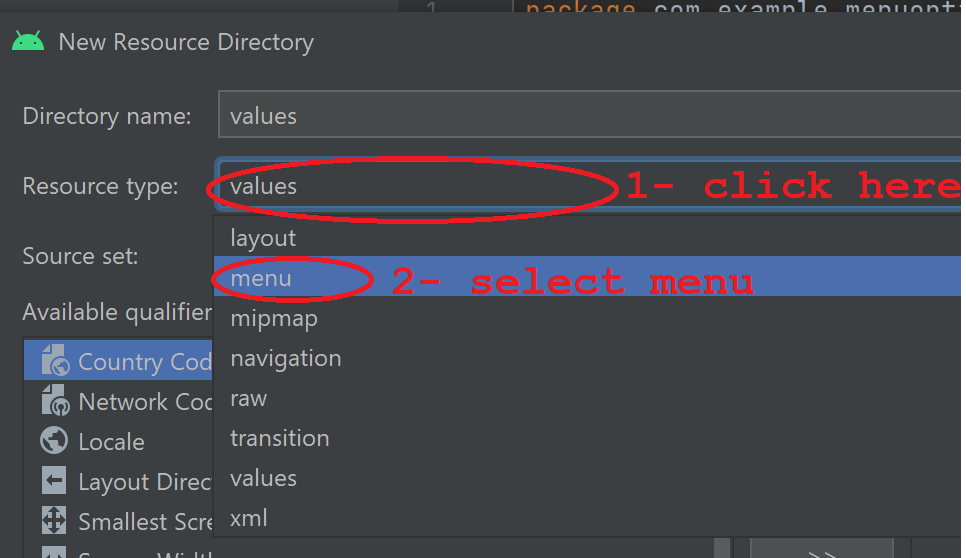 1 package com.example.menuopti
New Resource Directory
Directory name: values
Resource type: values 1- click here
layout
Source set:
menu 2- select menu
mipmap
Available qualifier
navigation
Country Cod
raw
Network Coc
transition
Locale
values
Layout Direc
xml
Smallest Scre
>>